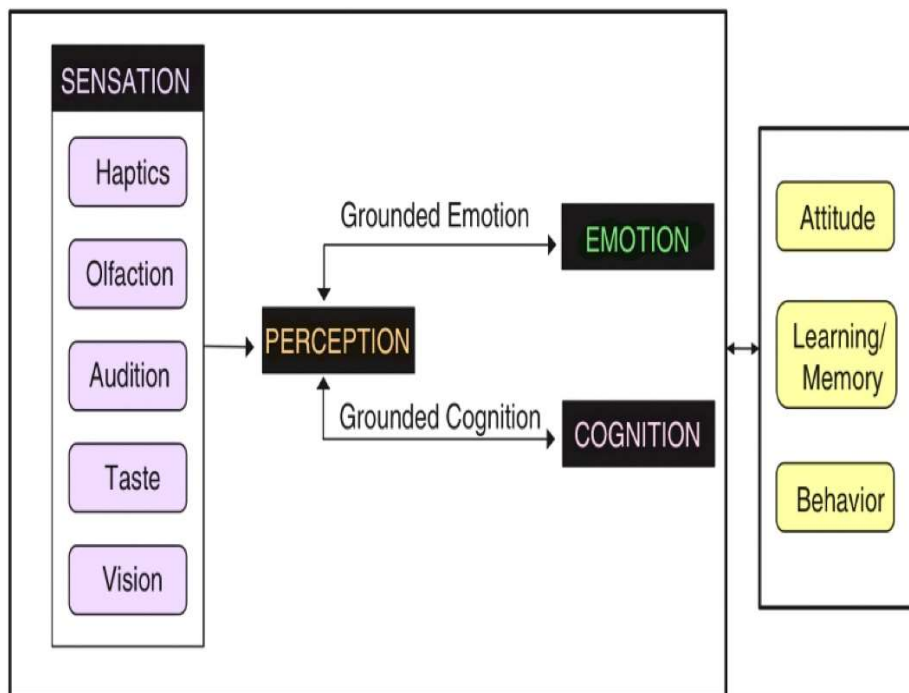 SENSATION
Haptics
Olfaction
Audition
Taste
Vision
PERCEPTION
Grounded Emotion
EMOTION
Grounded Cognition
COGNITION
Attitude
Learning/
Memory
Behavior